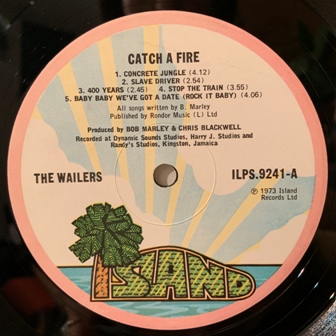 CATCH A FIRE
1. CONCRETE JUNGLE (4.12)
2. SLAVE DRIVER (2.54)
3. 400 YEARS (2.45) 4. STOP THE TRAIN (3.55)
5. BABY BABY WE'VE GOT A DATE (ROCK IT BABY) (4.06)
All songs written by B. Marley
Published by Rondor Music (L) Ltd
Produced by BOB MARLEY & CHRIS BLACKWELL
Recorded at Dynamic Sounds Studios, Harry J. Studios and
Randy's Studios, Kingston, Jamaica
THE WAILERS
ILPS.9241-A
℗ 1973 Island
Records Ltd
ISLAND